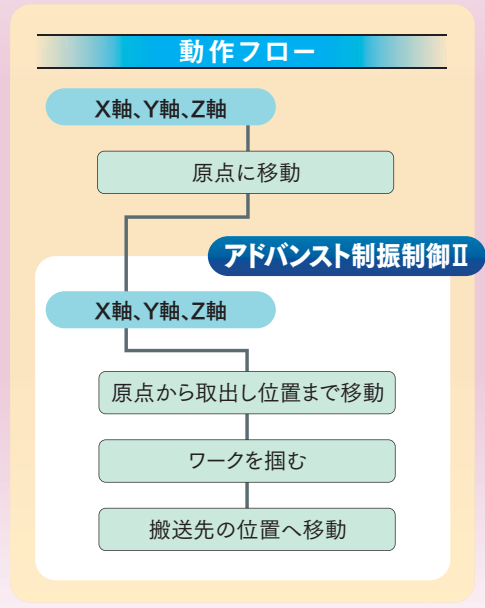 動作フロー
X軸、Y軸、Z軸
原点に移動
アドバンスト制振制御Ⅱ
X軸、Y軸、Z軸
原点から取出し位置まで移動
ワークを掴む
搬送先の位置へ移動